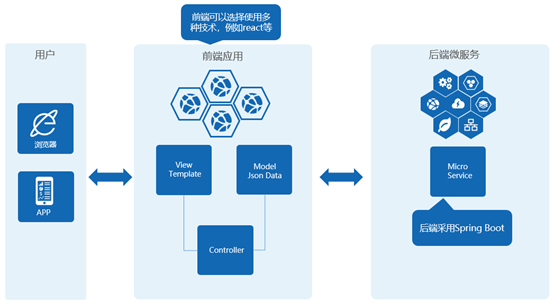 前端可以选择使用多
种技术，例如react等
用户
前端应用
后端微服务
浏览器
APP
View
Template
Model
Json Data
Controller
Micro
Service
后端采用Spring Boot